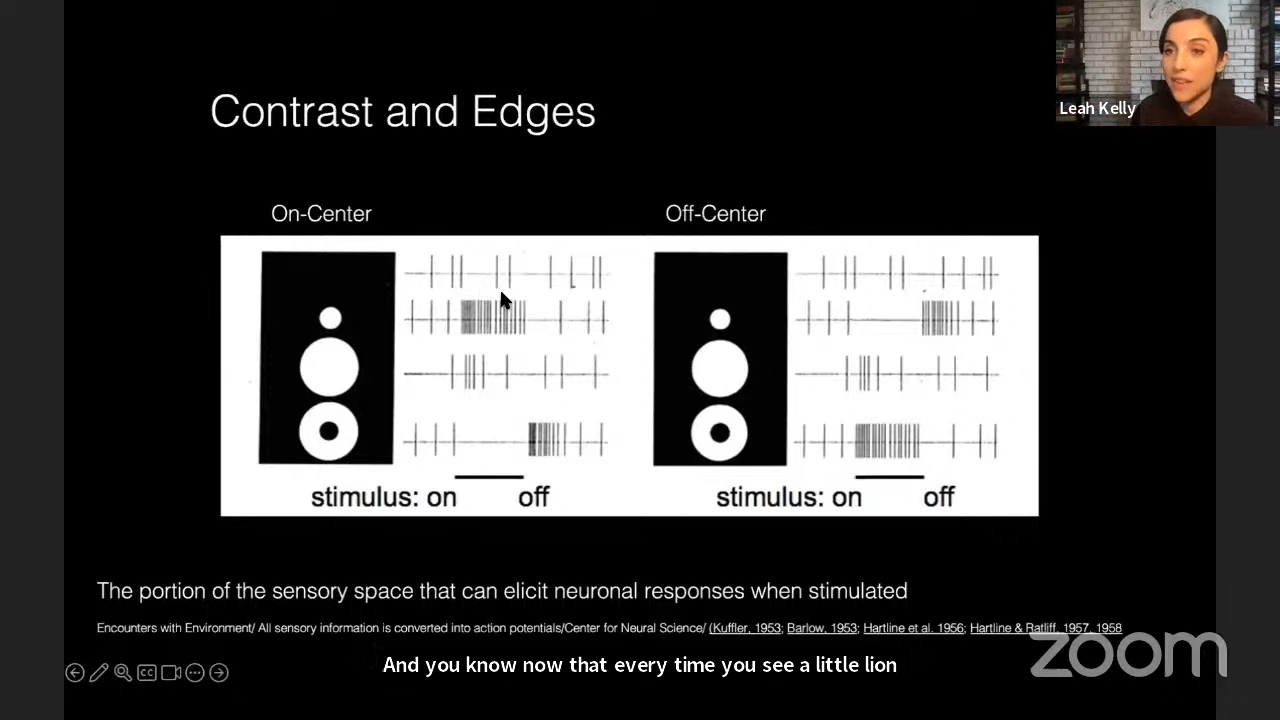 Leah Kelly
Contrast and Edges
On-Center
Off-Center
stimulus: on off
stimulus: on off
The portion of the sensory space that can elicit neuronal responses when stimulated
Encounters with Environment/ All sensory information is converted into action potentials/Center for Neural Science/ (Kuffler, 1953; Barlow, 1953; Hartline et al. 1956; Hartline & Ratliff, 1957, 1958
And you know now that every time you see a little lion
zoom